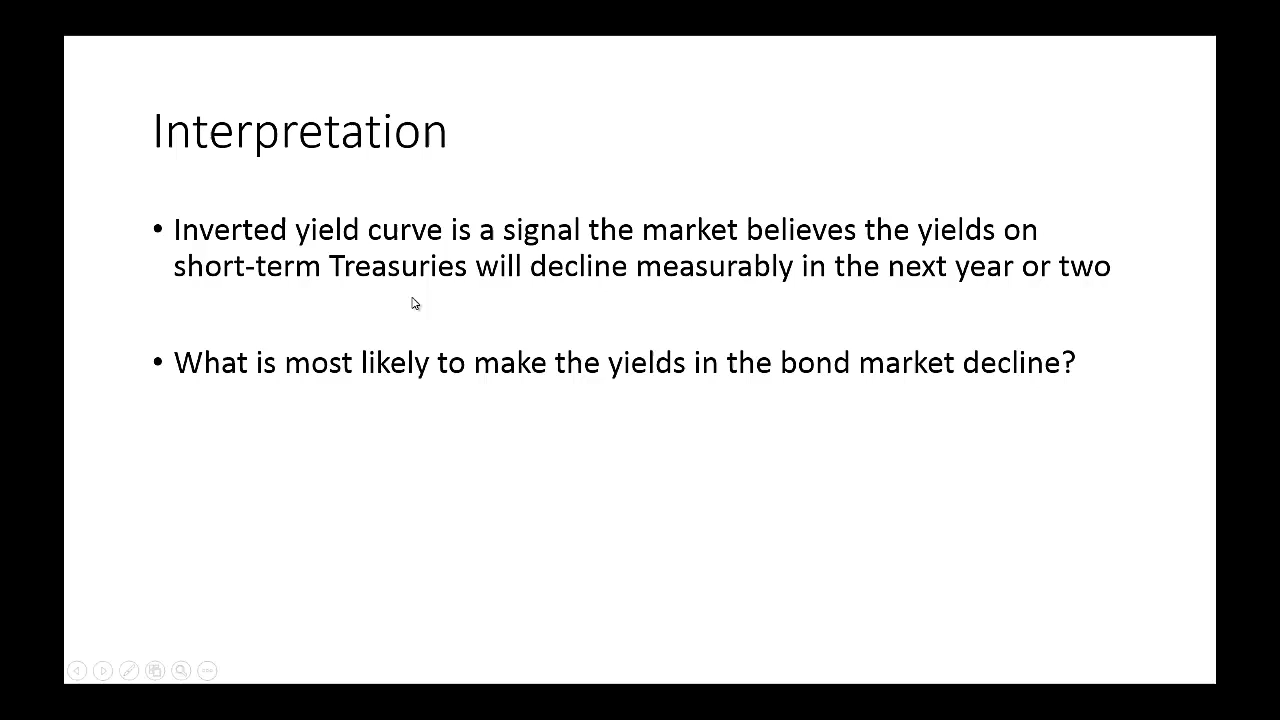 Interpretation
• Inverted yield curve is a signal the market believes the yields on
short-term Treasuries will decline measurably in the next year or two
• What is most likely to make the yields in the bond market decline?